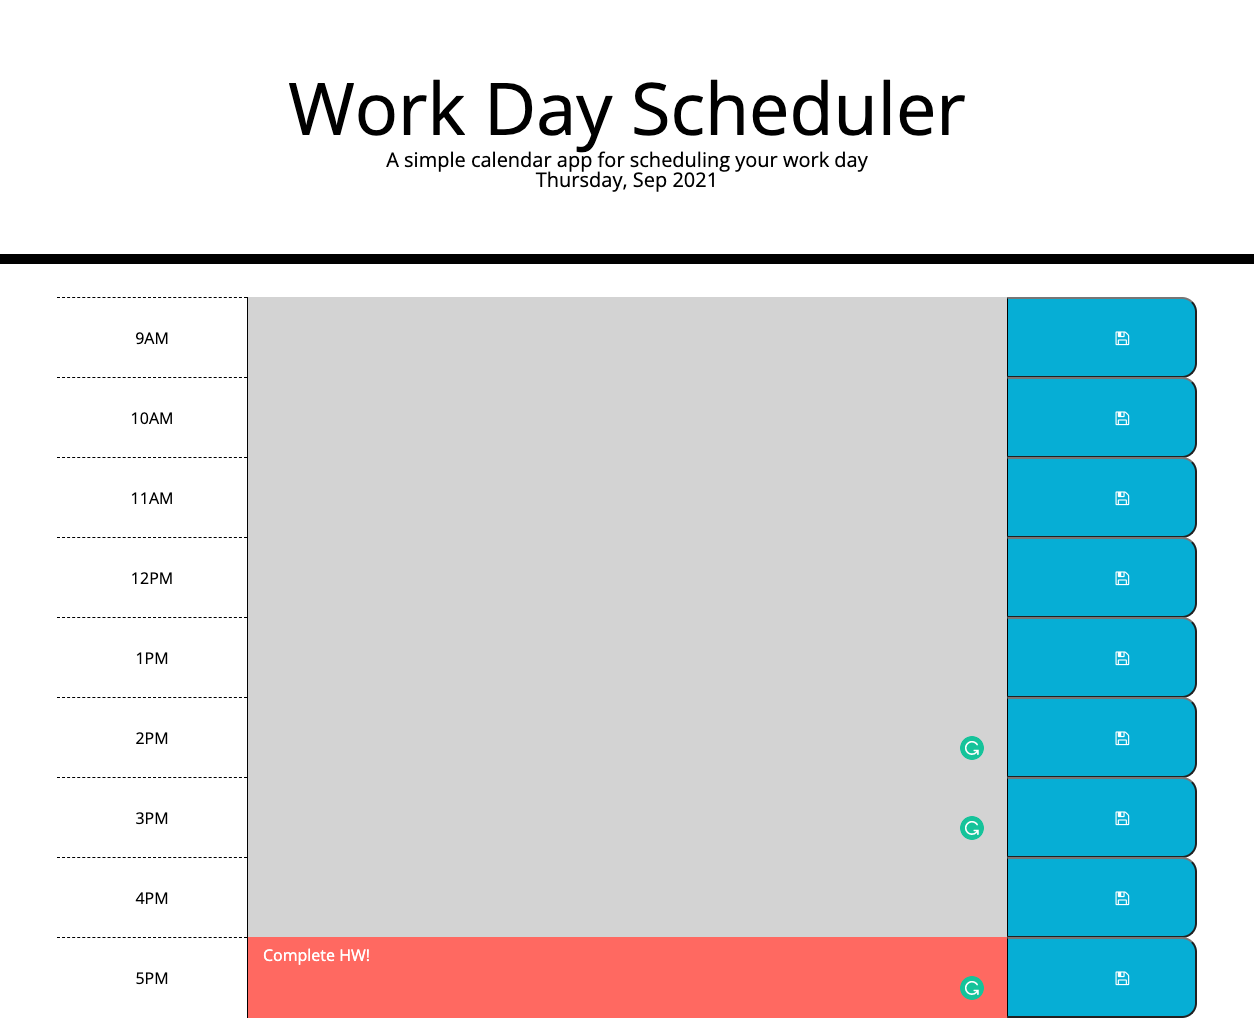 Work Day Scheduler
A simple calendar app for scheduling your work day
Thursday, Sep 2021
9AM
10AM
11AM
12PM
1PM
2PM
3PM
4PM
Complete HW!
5PM